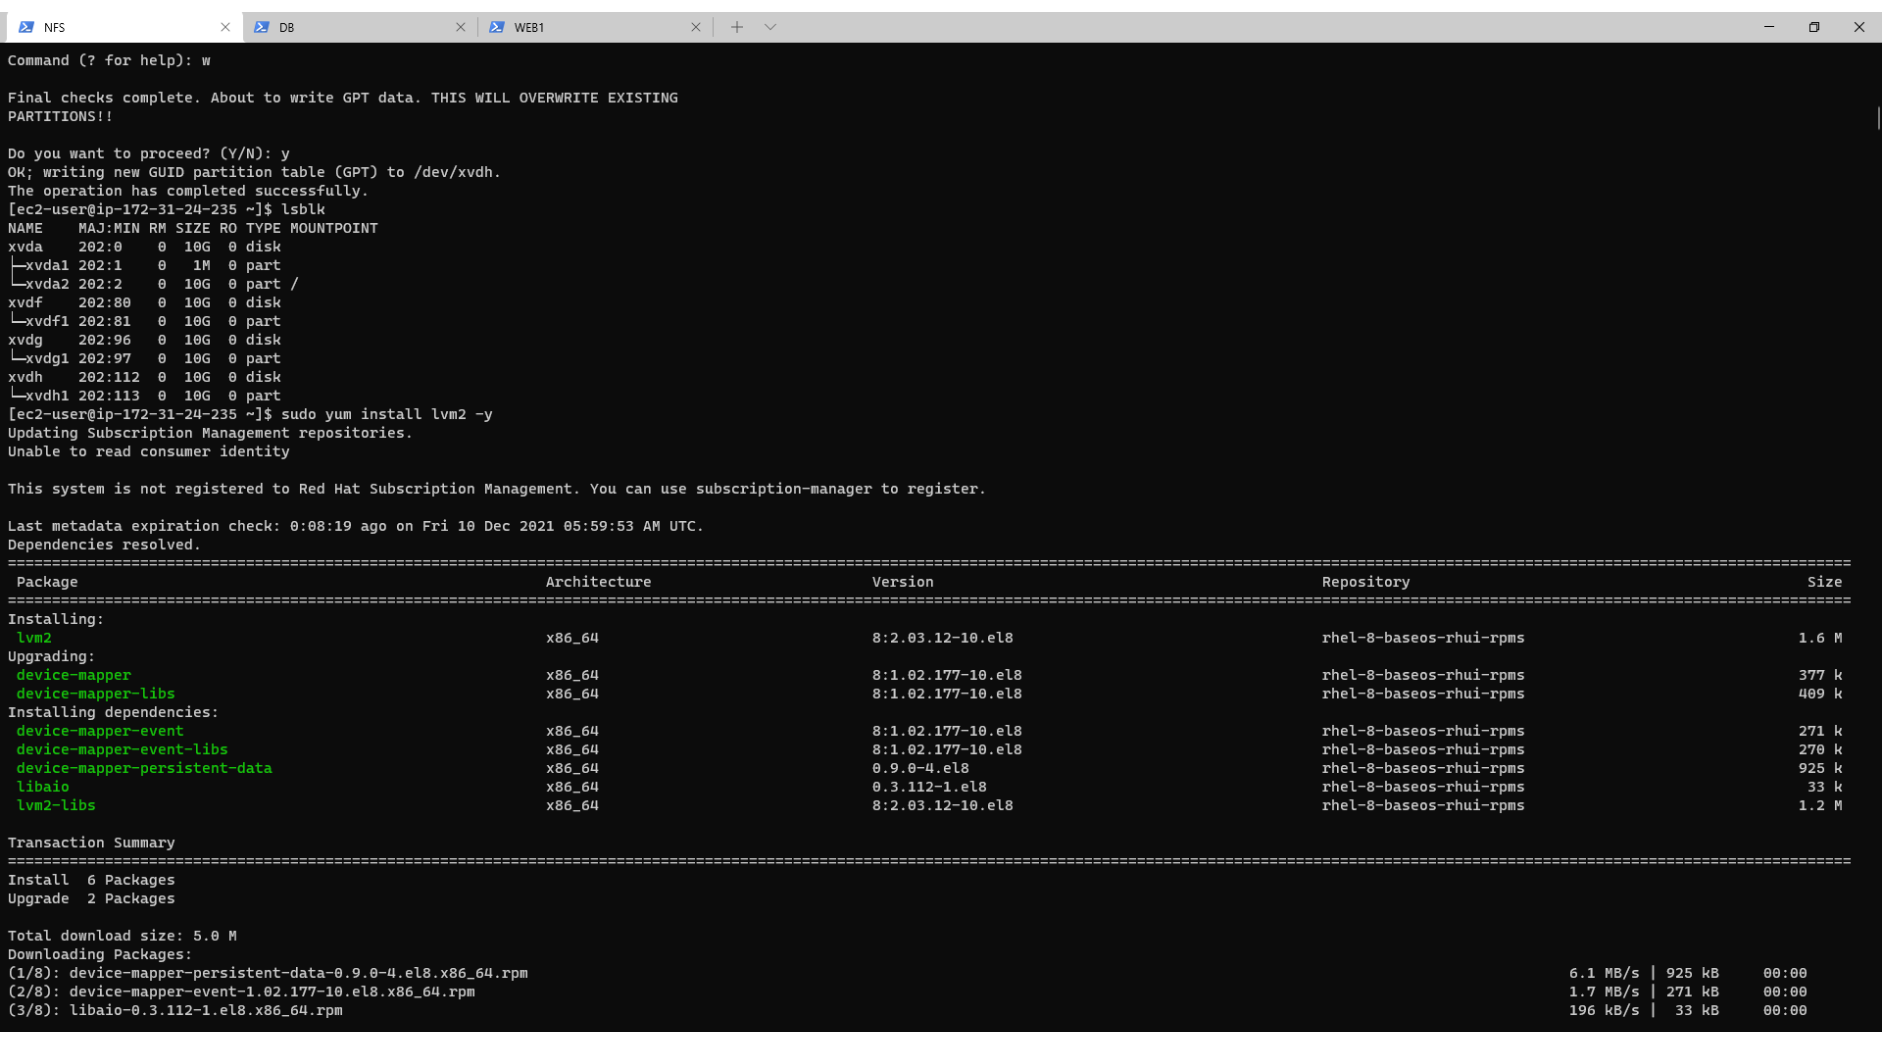 NFS
DB
WEB1
Command (? for help): w
Final checks complete. About to write GPT data. THIS WILL OVERWRITE EXISTING
PARTITIONS!!
Do you want to proceed? (Y/N): y
OK; writing new GUID partition table (GPT) to /dev/xvdh.
The operation has completed successfully.
[ec2-user@ip-172-31-24-235 ~]$ lsblk
NAME    MAJ:MIN RM SIZE RO TYPE MOUNTPOINT
xvda    202:0    0  10G  0 disk
├─xvda1 202:1    0   1M  0 part
└─xvda2 202:2    0  10G  0 part /
xvdf    202:80   0  10G  0 disk
└─xvdf1 202:81   0  10G  0 part
xvdg    202:96   0  10G  0 disk
└─xvdg1 202:97   0  10G  0 part
xvdh    202:112  0  10G  0 disk
└─xvdh1 202:113  0  10G  0 part
[ec2-user@ip-172-31-24-235 ~]$ sudo yum install lvm2 -y
Updating Subscription Management repositories.
Unable to read consumer identity
This system is not registered to Red Hat Subscription Management. You can use subscription-manager to register.
Last metadata expiration check: 0:08:19 ago on Fri 10 Dec 2021 05:59:53 AM UTC.
Dependencies resolved.
Package Architecture Version Repository Size
Installing:
lvm2 x86_64 8:2.03.12-10.el8 rhel-8-baseos-rhui-rpms 1.6 M
Upgrading:
device-mapper x86_64 8:1.02.177-10.el8 rhel-8-baseos-rhui-rpms 377 k
device-mapper-libs x86_64 8:1.02.177-10.el8 rhel-8-baseos-rhui-rpms 409 k
Installing dependencies:
device-mapper-event x86_64 8:1.02.177-10.el8 rhel-8-baseos-rhui-rpms 271 k
device-mapper-event-libs x86_64 8:1.02.177-10.el8 rhel-8-baseos-rhui-rpms 270 k
device-mapper-persistent-data x86_64 0.9.0-4.el8 rhel-8-baseos-rhui-rpms 925 k
libaio x86_64 0.3.112-1.el8 rhel-8-baseos-rhui-rpms 33 k
lvm2-libs x86_64 8:2.03.12-10.el8 rhel-8-baseos-rhui-rpms 1.2 M
Transaction Summary
Install  6 Packages
Upgrade  2 Packages
Total download size: 5.0 M
Downloading Packages:
(1/8): device-mapper-persistent-data-0.9.0-4.el8.x86_64.rpm 6.1 MB/s | 925 kB 00:00
(2/8): device-mapper-event-1.02.177-10.el8.x86_64.rpm 1.7 MB/s | 271 kB 00:00
(3/8): libaio-0.3.112-1.el8.x86_64.rpm 196 kB/s | 33 kB 00:00